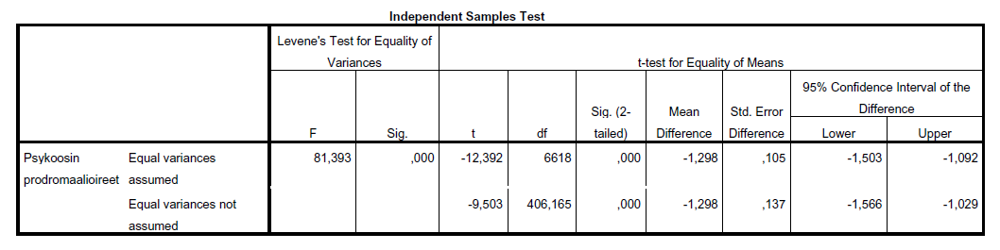 Independent Samples Test
Levene's Test for Equality of
Variances
t-test for Equality of Means
F
Sig.
t
df
Sig. (2-
tailed)
Mean
Difference
Std. Error
Difference
95% Confidence Interval of the
Difference
Lower
Upper
Psykoosin
prodromaalioireet
Equal variances
assumed
81,393
,000
-12,392
6618
,000
-1,298
,105
-1,503
-1,092
Equal variances not
assumed
-9,503
406,165
,000
-1,298
,137
-1,566
-1,029